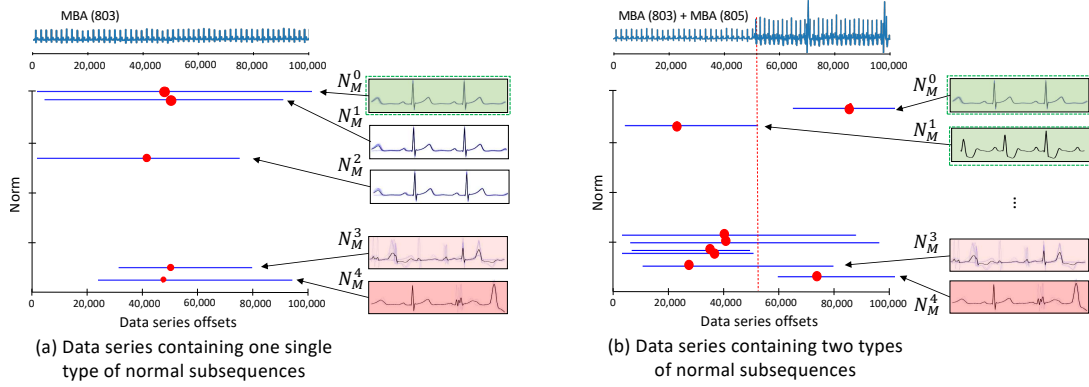 MBA (803)
0 20,000 40,000 60,000 80,000 100,000
N_M^0
N_M^1
N_M^2
N_M^3
N_M^4
Norm
0 20,000 40,000 60,000 80,000 100,000
Data series offsets
(a) Data series containing one single
type of normal subsequences
MBA (803) + MBA (805)
0 20,000 40,000 60,000 80,000 100,000
N_M^0
N_M^1
...
N_M^3
N_M^4
Norm
0 20,000 40,000 60,000 80,000 100,000
Data series offsets
(b) Data series containing two types
of normal subsequences